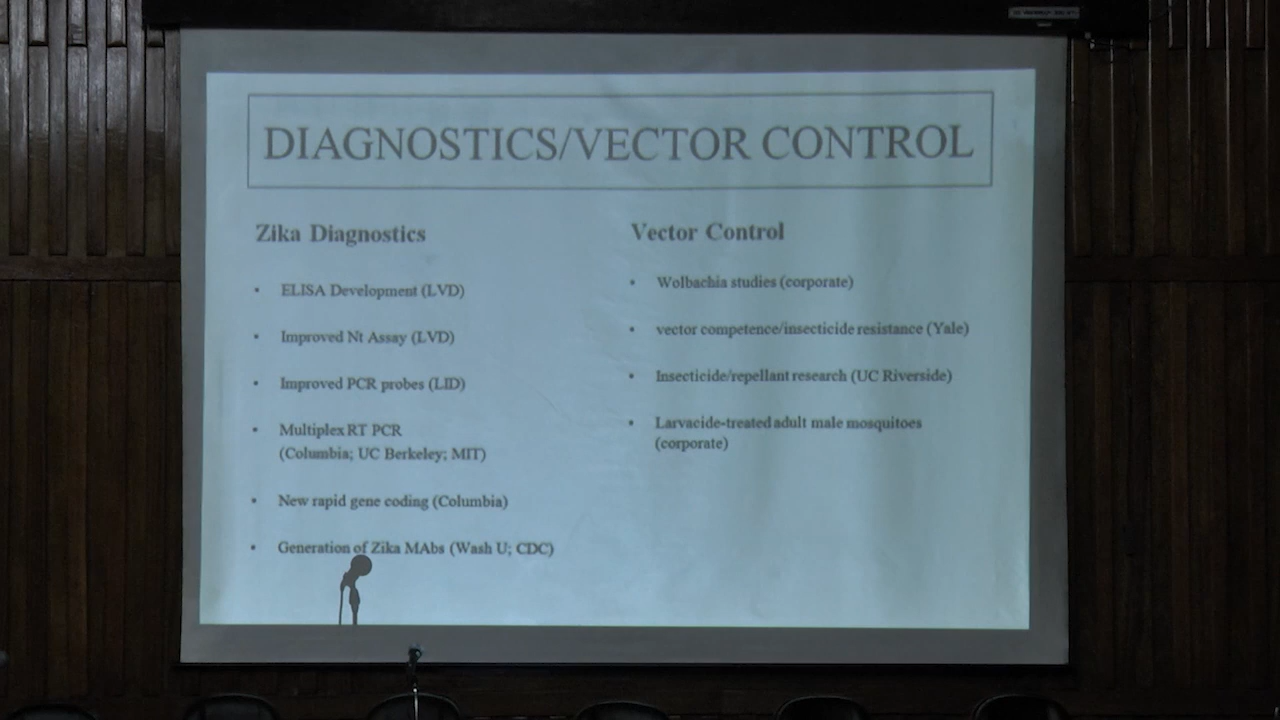 DIAGNOSTICS/VECTOR CONTROL
Zika Diagnostics
• ELISA Development (LVD)
• Improved Nt Assay (LVD)
• Improved PCR probes (LID)
• Multiplex RT PCR
(Columbia; UC Berkeley; MIT)
• New rapid gene coding (Columbia)
• Generation of Zika MAbs (Wash U; CDC)
Vector Control
• Wolbachia studies (corporate)
• vector competence/insecticide resistance (Yale)
• Insecticide/repellant research (UC Riverside)
• Larvacide-treated adult male mosquitoes
(corporate)